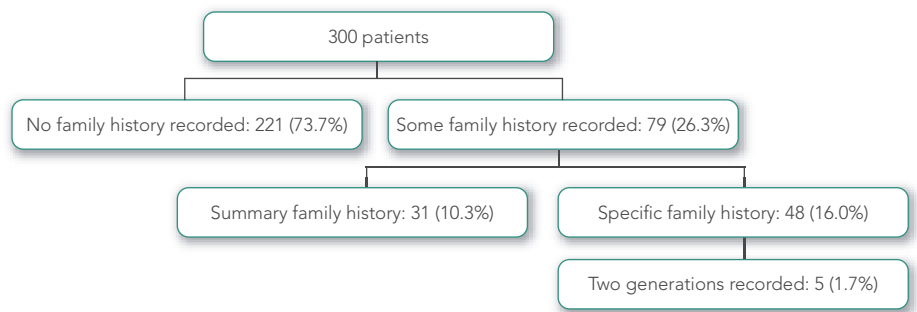 300 patients
No family history recorded: 221 (73.7%)
Some family history recorded: 79 (26.3%)
Summary family history: 31 (10.3%)
Specific family history: 48 (16.0%)
Two generations recorded: 5 (1.7%)